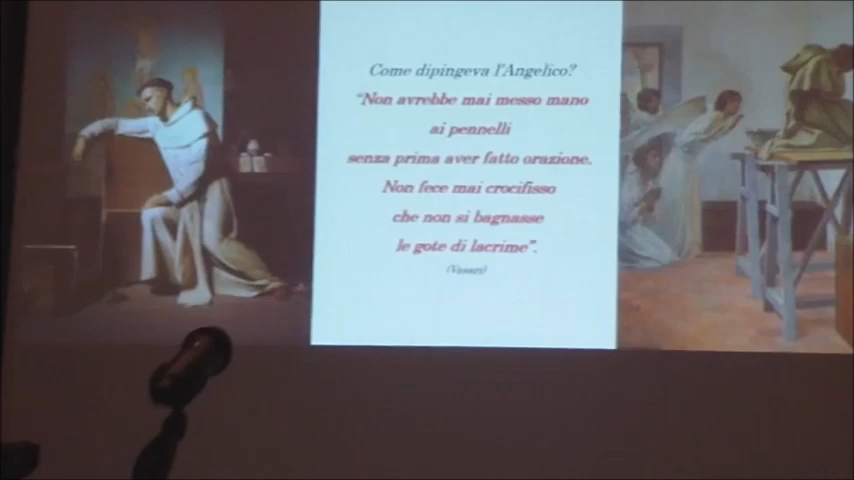 Come dipingeva l'Angelico?
"Non avrebbe mai messo mano
ai pennelli
senza prima aver fatto orazione.
Non fece mai crocifisso
che non si bagnasse
le gote di lacrime".
(Vasari)